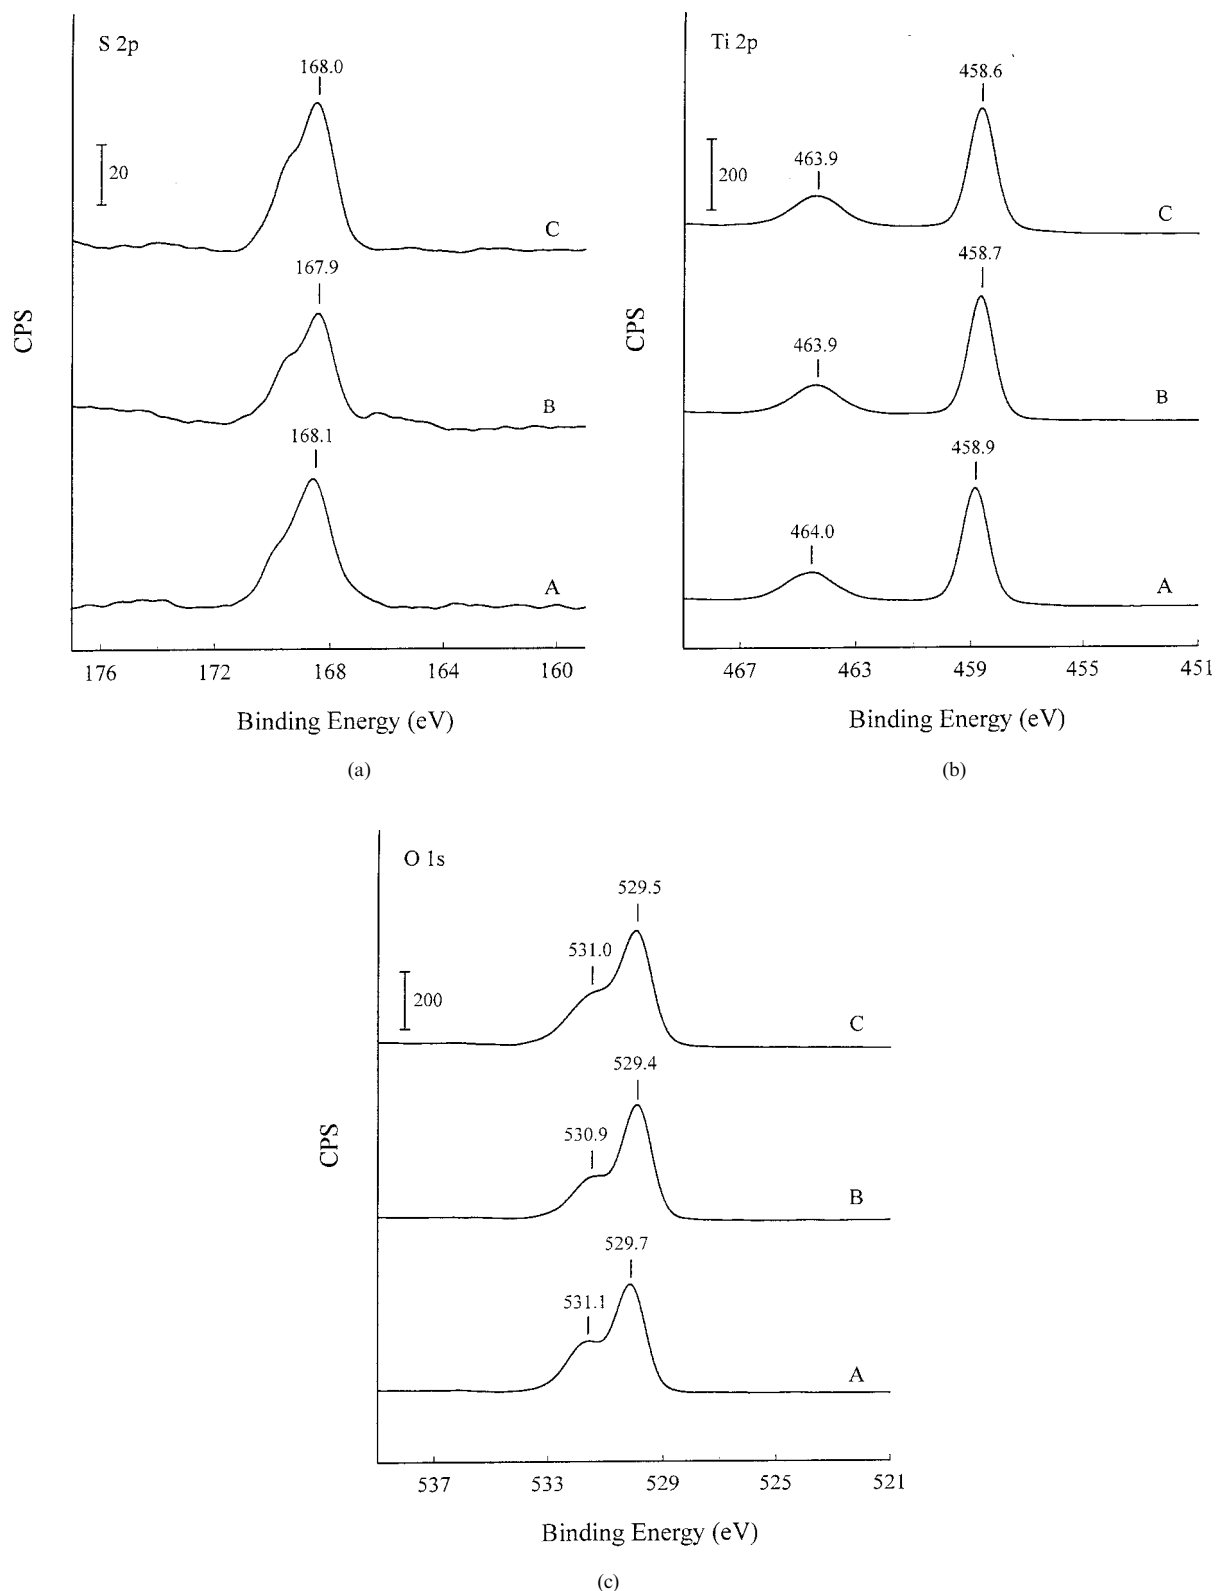 S 2p
168.0
20
C
167.9
CPS
B
168.1
A
176 172 168 164 160
Binding Energy (eV)
(a)
Ti 2p
458.6
463.9
200
C
458.7
CPS
463.9
B
458.9
464.0
A
467 463 459 455 451
Binding Energy (eV)
(b)
O 1s
529.5
531.0
200
C
529.4
CPS
530.9
B
529.7
531.1
A
537 533 529 525 521
Binding Energy (eV)
(c)